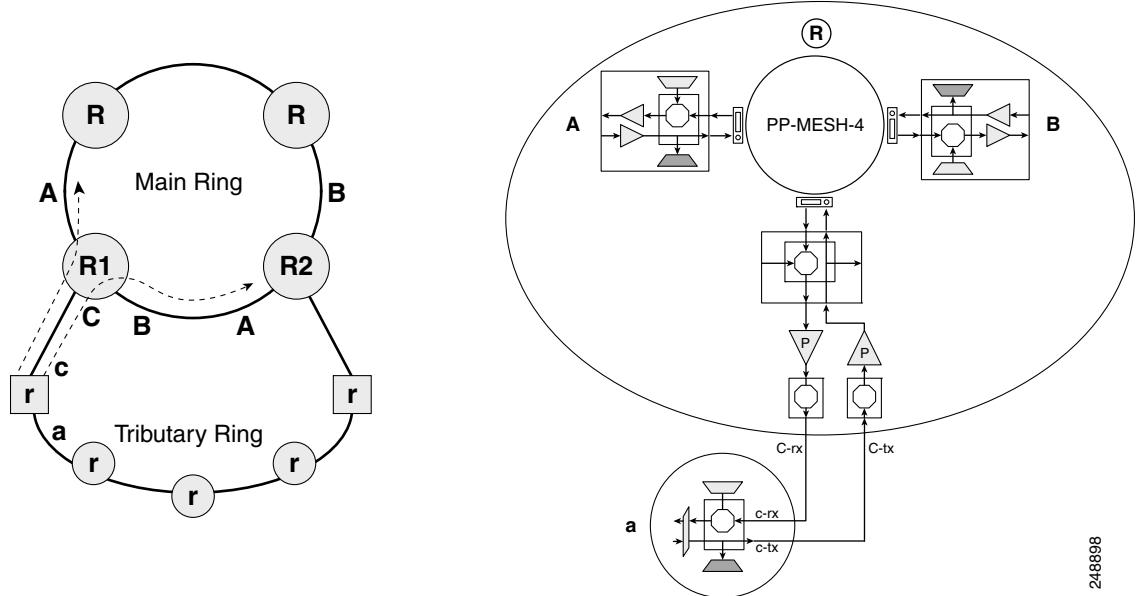 R
R
A
Main Ring
B
R1
R2
C
B
A
c
r
r
a
Tributary Ring
r
r
r
R
A
PP-MESH-4
B
P
P
C-rx
C-tx
a
c-rx
c-tx
248898